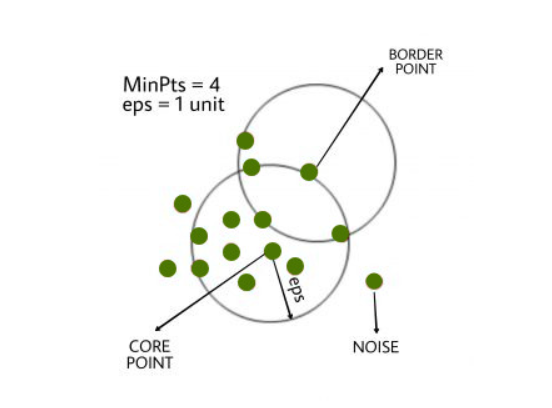 BORDER
POINT
MinPts = 4
eps = 1 unit
eps
CORE
POINT
NOISE